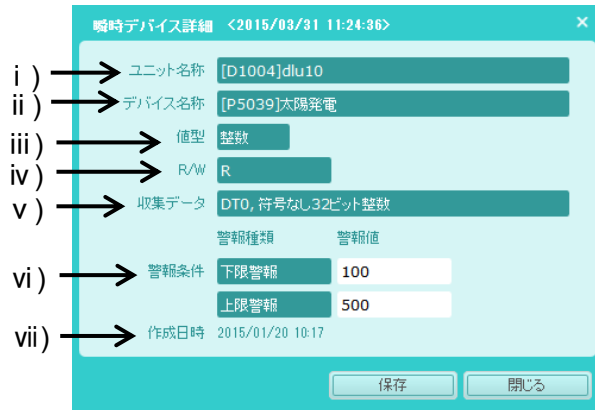 瞬時デバイス詳細 <2015/03/31 11:24:36> ×
i) ユニット名称 [D1004]dlu10
ii) デバイス名称 [P5039]太陽発電
iii) 値型 整数
iv) R/W R
v) 収集データ DT0, 符号なし32ビット整数
警報種類 警報値
vi) 警報条件 下限警報 100
上限警報 500
vii) 作成日時 2015/01/20 10:17
保存 閉じる